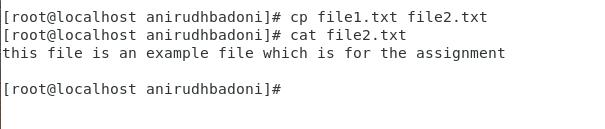 [root@localhost anirudhbadoni]# cp file1.txt file2.txt
[root@localhost anirudhbadoni]# cat file2.txt
this file is an example file which is for the assignment
[root@localhost anirudhbadoni]#